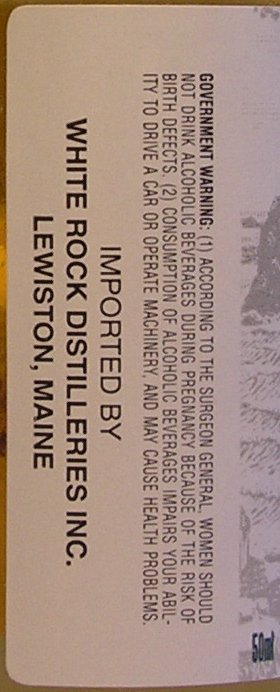 GOVERNMENT WARNING: (1) ACCORDING TO THE SURGEON GENERAL, WOMEN SHOULD
NOT DRINK ALCOHOLIC BEVERAGES DURING PREGNANCY BECAUSE OF THE RISK OF
BIRTH DEFECTS. (2) CONSUMPTION OF ALCOHOLIC BEVERAGES IMPAIRS YOUR ABIL-
ITY TO DRIVE A CAR OR OPERATE MACHINERY, AND MAY CAUSE HEALTH PROBLEMS.
IMPORTED BY
WHITE ROCK DISTILLERIES INC.
LEWISTON, MAINE
50ml